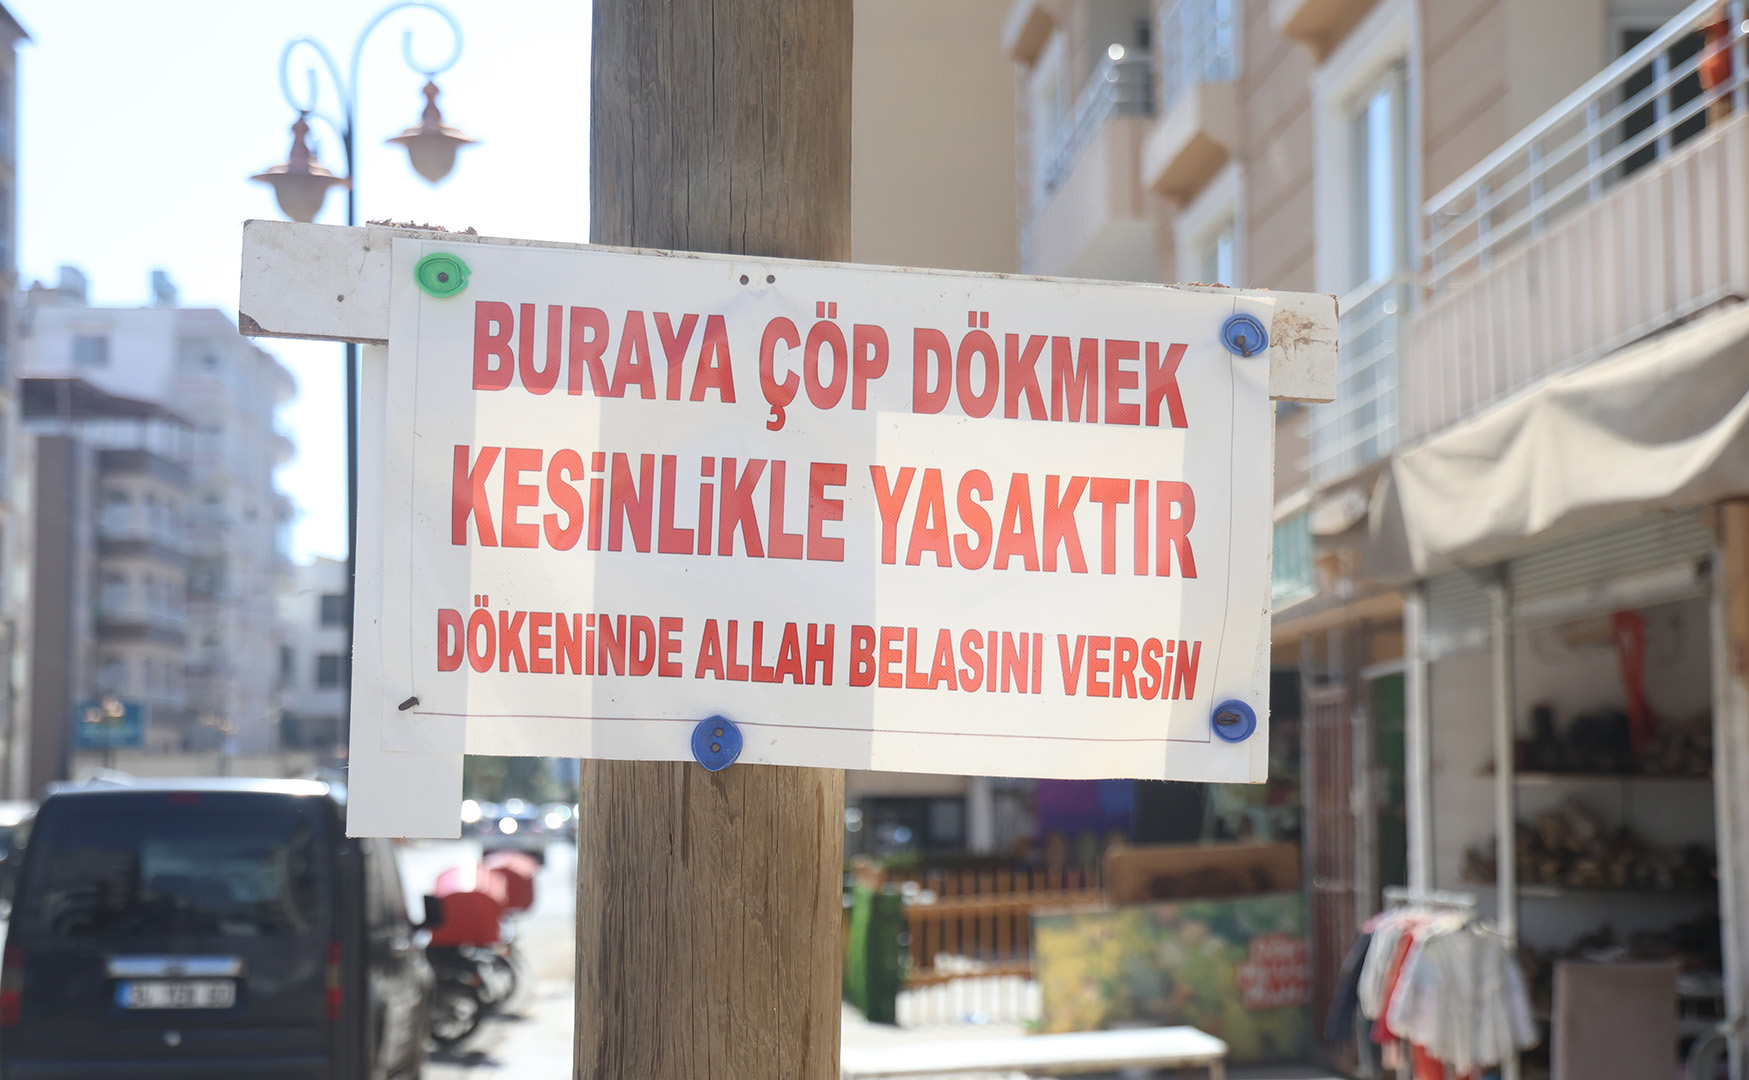 BURAYA ÇÖP DÖKMEK
KESiNLiKLE YASAKTIR
DÖKENiNDE ALLAH BELASINI VERSiN